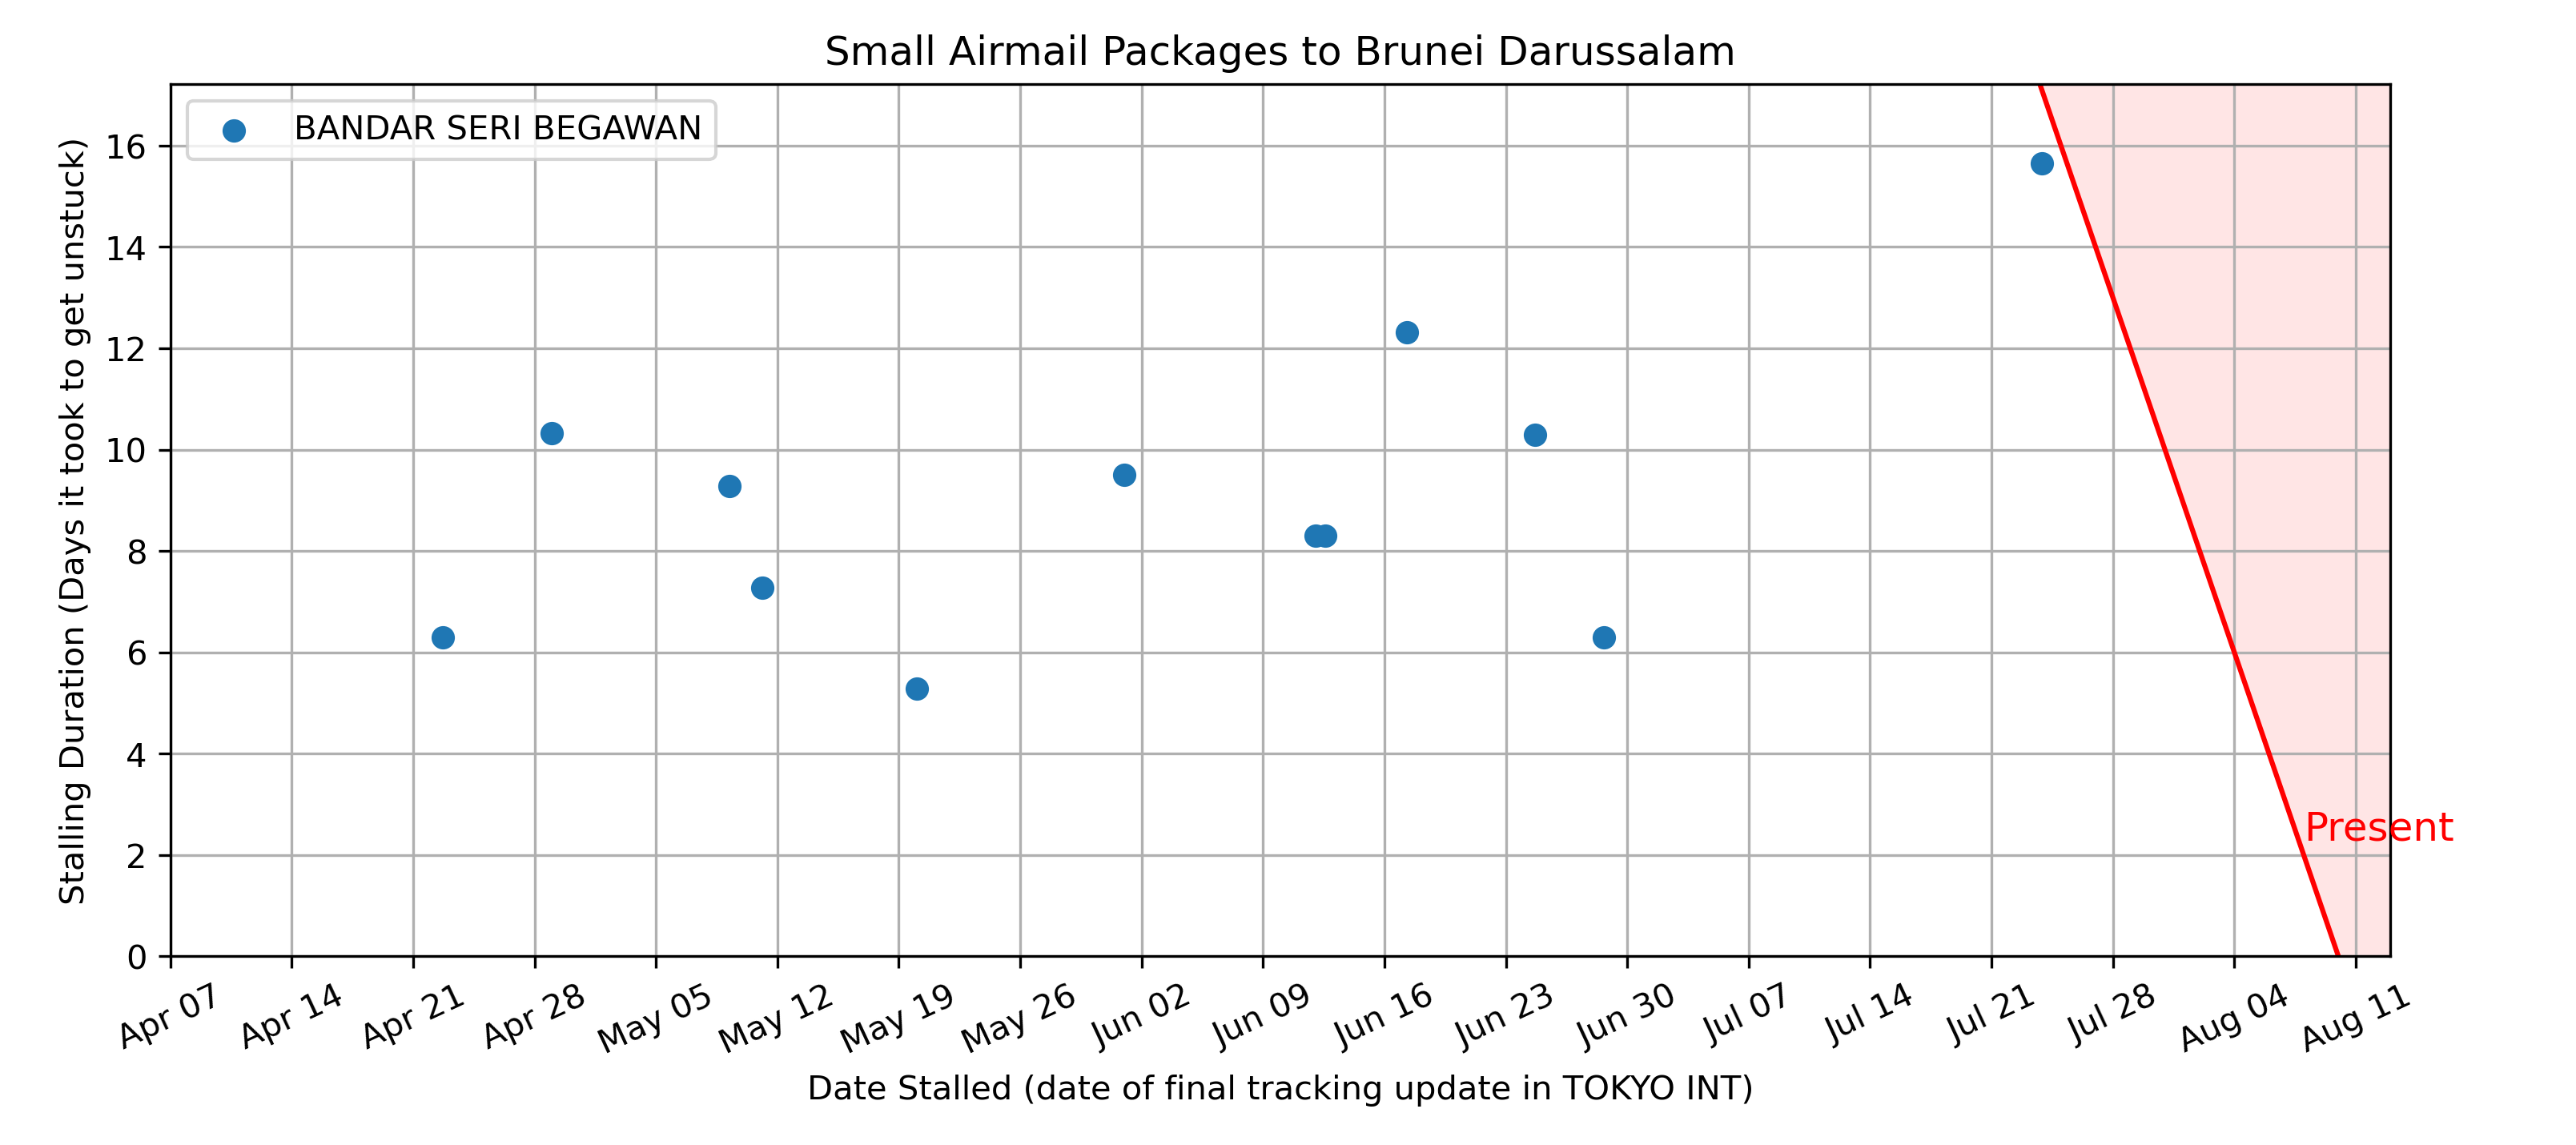 Small Airmail Packages to Brunei Darussalam
BANDAR SERI BEGAWAN
Stalling Duration (Days it took to get unstuck)
16
14
12
10
8
6
4
2
0
Present
Apr 07
Apr 14
Apr 21
Apr 28
May 05
May 12
May 19
May 26
Jun 02
Jun 09
Jun 16
Jun 23
Jun 30
Jul 07
Jul 14
Jul 21
Jul 28
Aug 04
Aug 11
Date Stalled (date of final tracking update in TOKYO INT)